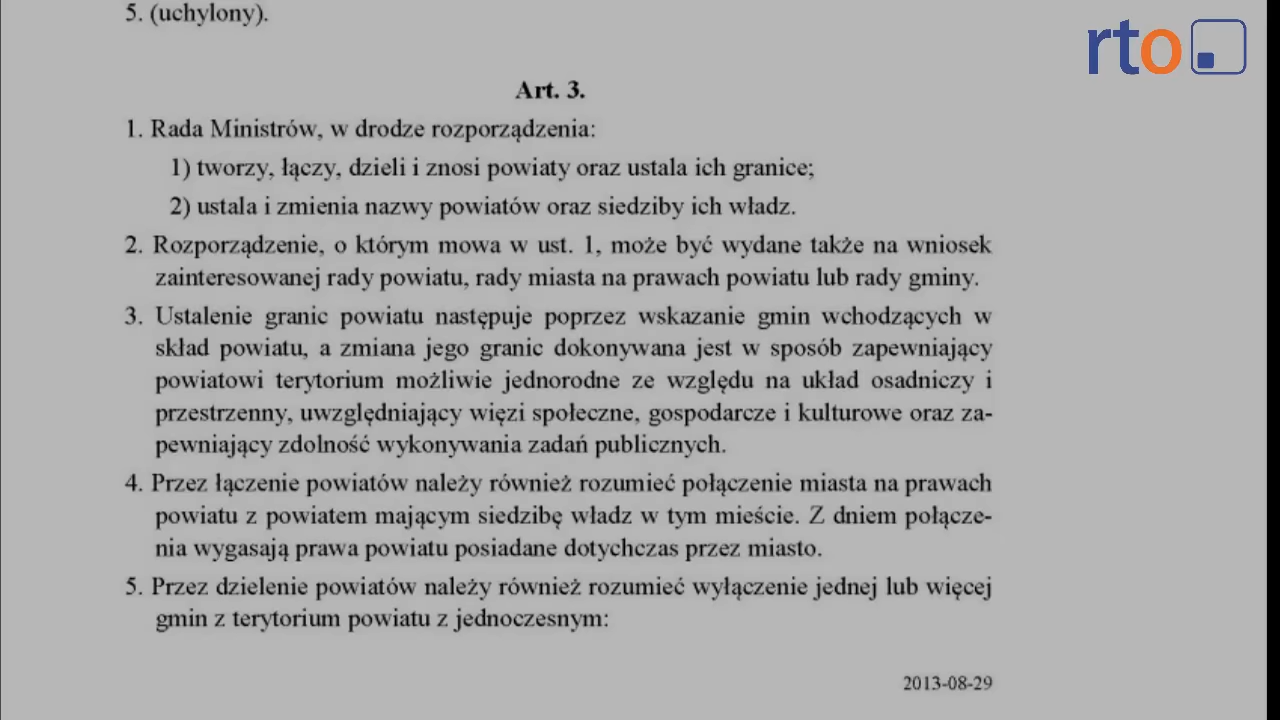 5. (uchylony).
rto
Art. 3.
1. Rada Ministrów, w drodze rozporządzenia:
1) tworzy, łączy, dzieli i znosi powiaty oraz ustala ich granice;
2) ustala i zmienia nazwy powiatów oraz siedziby ich władz.
2. Rozporządzenie, o którym mowa w ust. 1, może być wydane także na wniosek
zainteresowanej rady powiatu, rady miasta na prawach powiatu lub rady gminy.
3. Ustalenie granic powiatu następuje poprzez wskazanie gmin wchodzących w
skład powiatu, a zmiana jego granic dokonywana jest w sposób zapewniający
powiatowi terytorium możliwie jednorodne ze względu na układ osadniczy i
przestrzenny, uwzględniający więzi społeczne, gospodarcze i kulturowe oraz za-
pewniający zdolność wykonywania zadań publicznych.
4. Przez łączenie powiatów należy również rozumieć połączenie miasta na prawach
powiatu z powiatem mającym siedzibę władz w tym mieście. Z dniem połącze-
nia wygasają prawa powiatu posiadane dotychczas przez miasto.
5. Przez dzielenie powiatów należy również rozumieć wyłączenie jednej lub więcej
gmin z terytorium powiatu z jednoczesnym:
2013-08-29